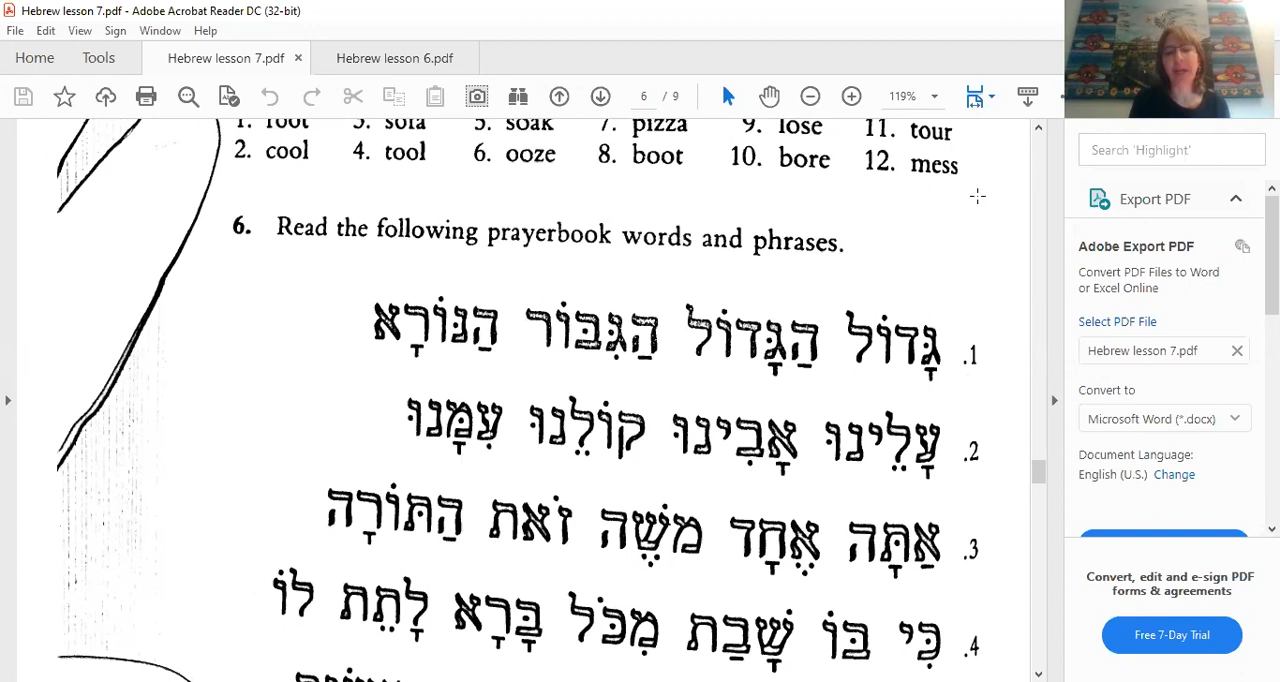 Hebrew lesson 7.pdf - Adobe Acrobat Reader DC (32-bit)
File Edit View Sign Window Help
Home Tools Hebrew lesson 7.pdf × Hebrew lesson 6.pdf
6 / 9 119%
1. root 3. sofa 5. soak 7. pizza 9. lose 11. tour
2. cool 4. tool 6. ooze 8. boot 10. bore 12. mess
6. Read the following prayerbook words and phrases.
1. גָּדוֹל הַגָּדוֹל הַגִּבּוֹר הַנּוֹרָא
2. עָלֵינוּ אָבִינוּ קוֹלֵנוּ עִמָּנוּ
3. אַתָּה אֶחָד מֹשֶׁה זֹאת הַתּוֹרָה
4. כִּי בּוֹ שָׁבַת מִכֹּל בָּרָא לָתֵת לוֹ
Search 'Highlight'
Export PDF
Adobe Export PDF
Convert PDF Files to Word
or Excel Online
Select PDF File
Hebrew lesson 7.pdf ×
Convert to
Microsoft Word (*.docx)
Document Language:
English (U.S.) Change
Convert, edit and e-sign PDF
forms & agreements
Free 7-Day Trial